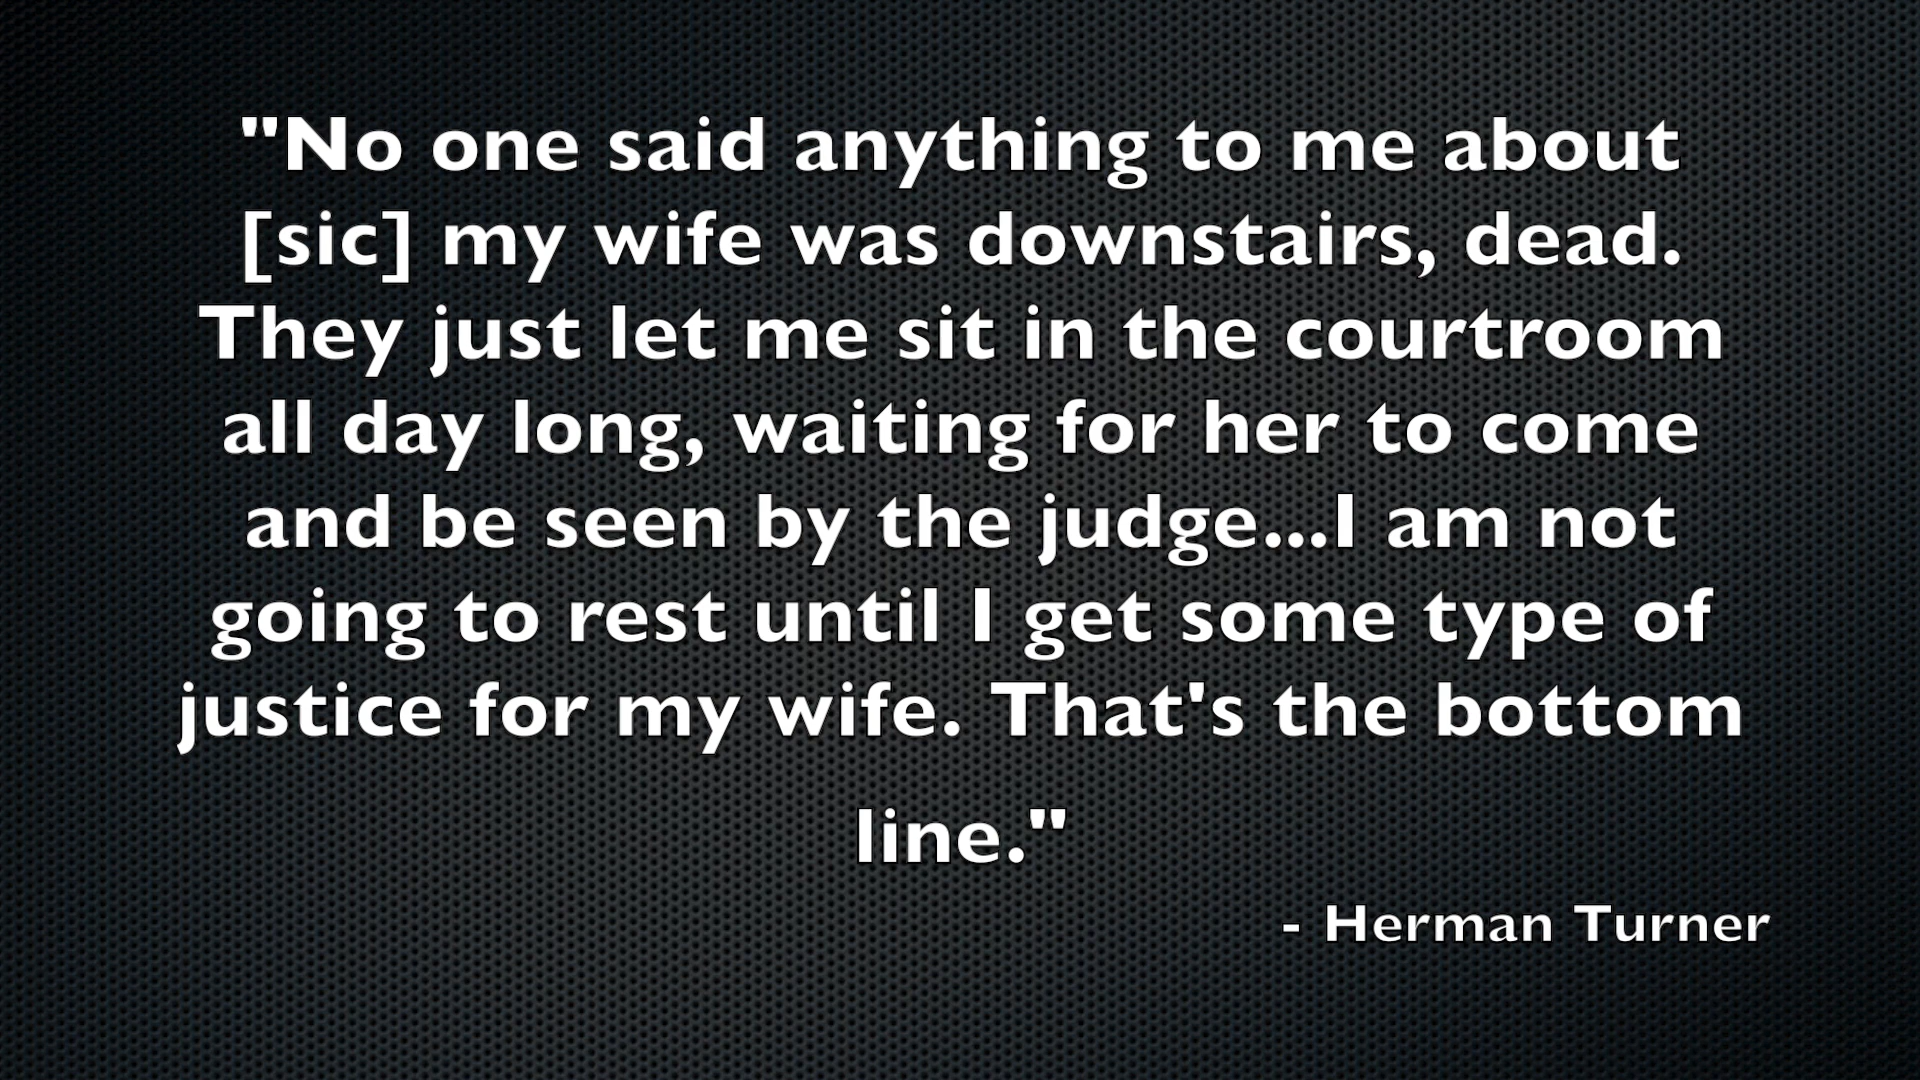 "No one said anything to me about
[sic] my wife was downstairs, dead.
They just let me sit in the courtroom
all day long, waiting for her to come
and be seen by the judge...I am not
going to rest until I get some type of
justice for my wife. That's the bottom
line."
- Herman Turner